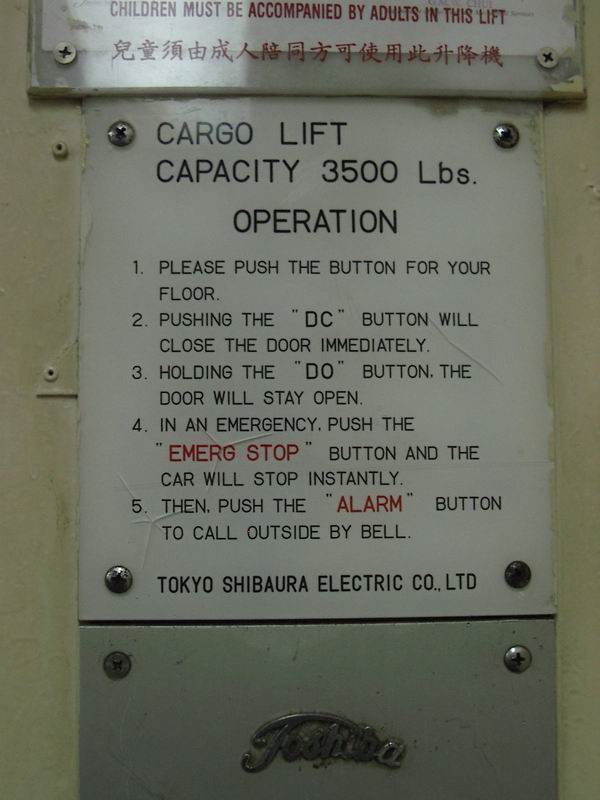 CHILDREN MUST BE ACCOMPANIED BY ADULTS IN THIS LIFT
兒童須由成人陪同方可使用此升降機
CARGO LIFT
CAPACITY 3500 Lbs.
OPERATION
1. PLEASE PUSH THE BUTTON FOR YOUR
FLOOR.
2. PUSHING THE "DC" BUTTON WILL
CLOSE THE DOOR IMMEDIATELY.
3. HOLDING THE "DO" BUTTON, THE
DOOR WILL STAY OPEN.
4. IN AN EMERGENCY, PUSH THE
"EMERG STOP" BUTTON AND THE
CAR WILL STOP INSTANTLY.
5. THEN, PUSH THE "ALARM" BUTTON
TO CALL OUTSIDE BY BELL.
TOKYO SHIBAURA ELECTRIC CO., LTD
Toshiba